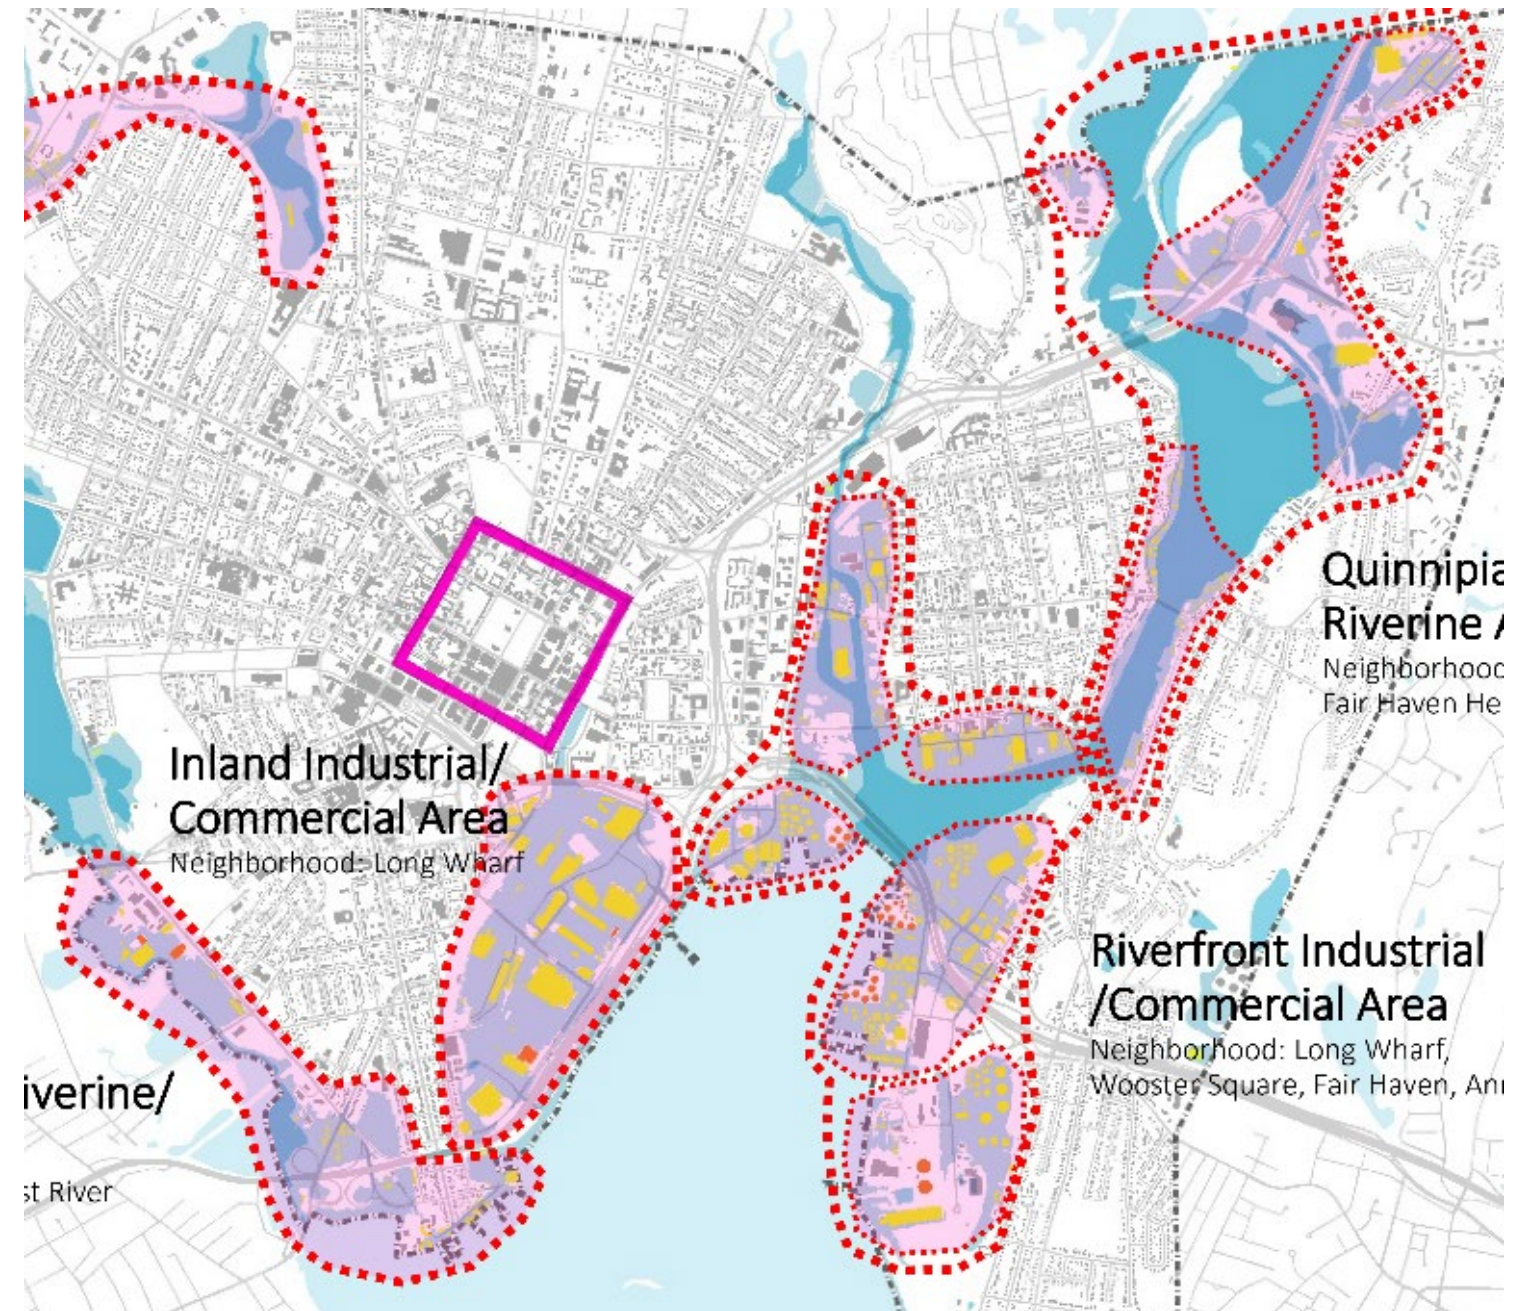 Quinnipia
Riverine A
Neighborhood
Fair Haven He
Inland Industrial/
Commercial Area
Neighborhood: Long Wharf
Riverfront Industrial
/Commercial Area
Neighborhood: Long Wharf,
Wooster Square, Fair Haven, Ann
iverine/
st River